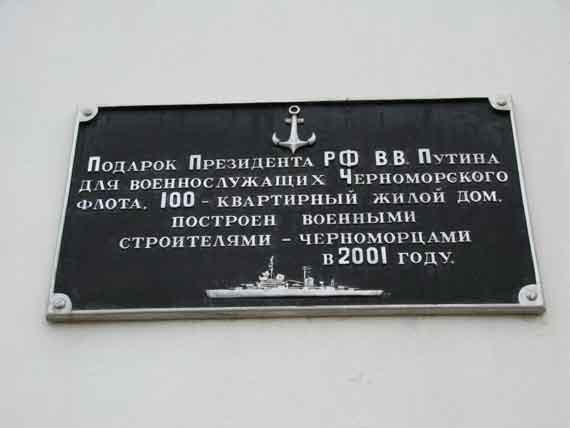 Подарок Президента РФ В.В. Путина
для военнослужащих Черноморского
флота. 100-квартирный жилой дом.
построен военными
строителями – черноморцами
в 2001 году.